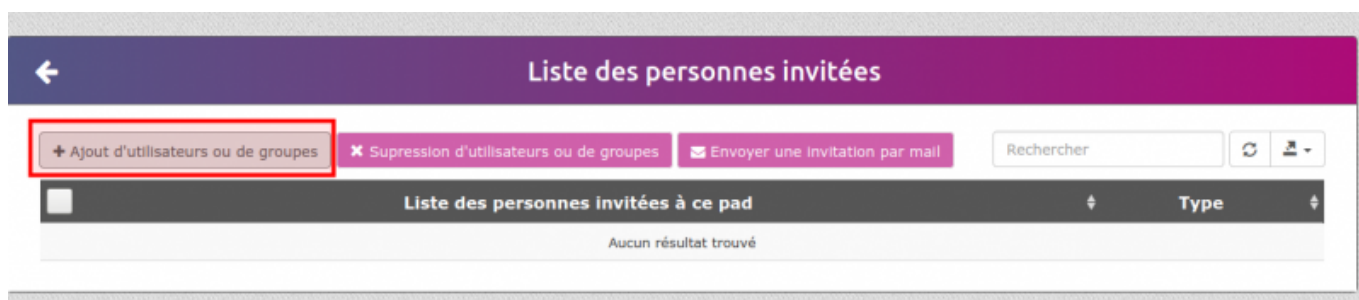 Liste des personnes invitées
+ Ajout d'utilisateurs ou de groupes
Supression d'utilisateurs ou de groupes
Envoyer une invitation par mail
Rechercher
Liste des personnes invitées à ce pad
Type
Aucun résultat trouvé